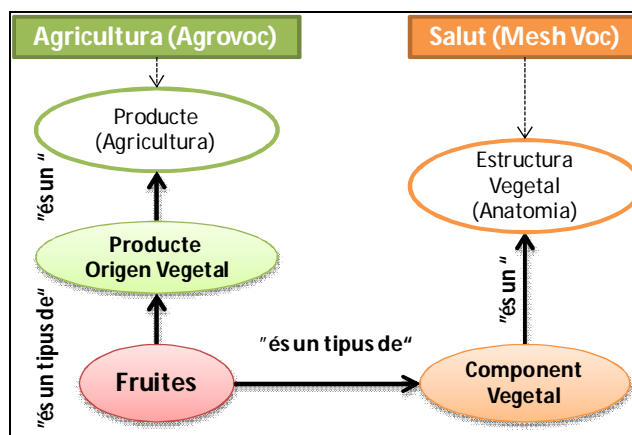 Agricultura (Agrovoc)
Salut (Mesh Voc)
Producte
(Agricultura)
Estructura
Vegetal
(Anatomia)
"és un "
Producte
Origen Vegetal
"és un "
"és un tipus de"
"és un tipus de"
Fruites
Component
Vegetal